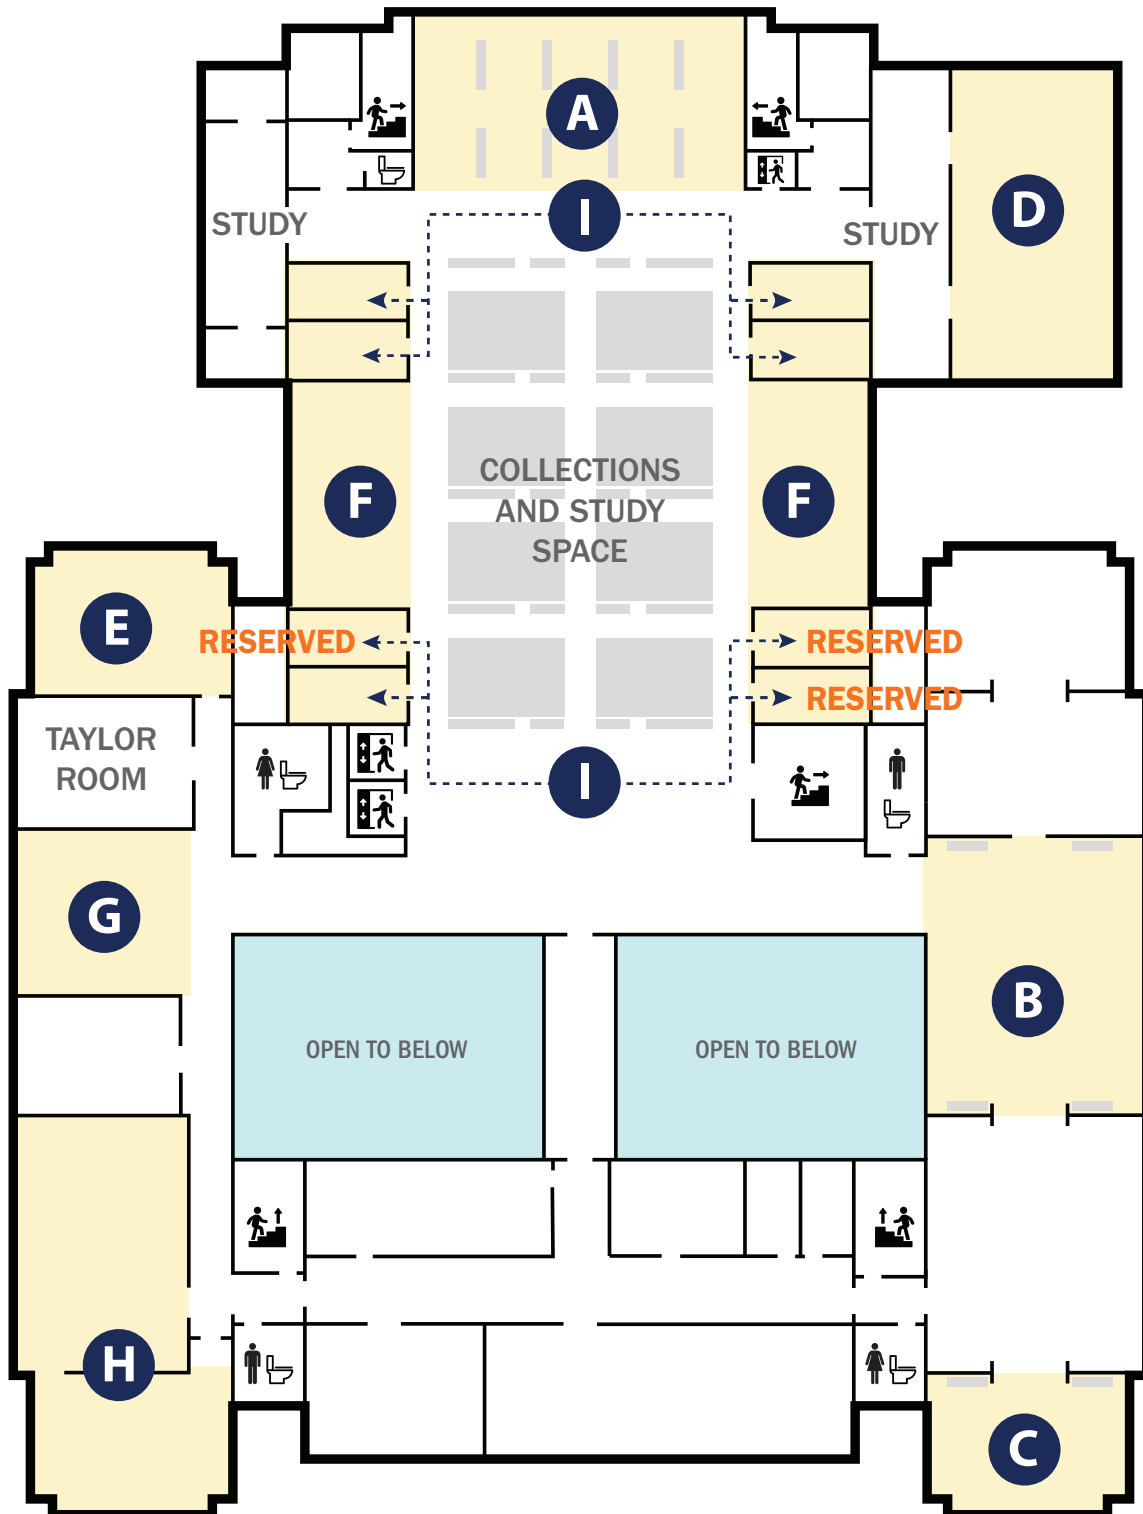 A
I
STUDY
STUDY
D
COLLECTIONS
AND STUDY
SPACE
F
F
E
RESERVED
RESERVED
RESERVED
TAYLOR
ROOM
I
G
B
OPEN TO BELOW
OPEN TO BELOW
H
C